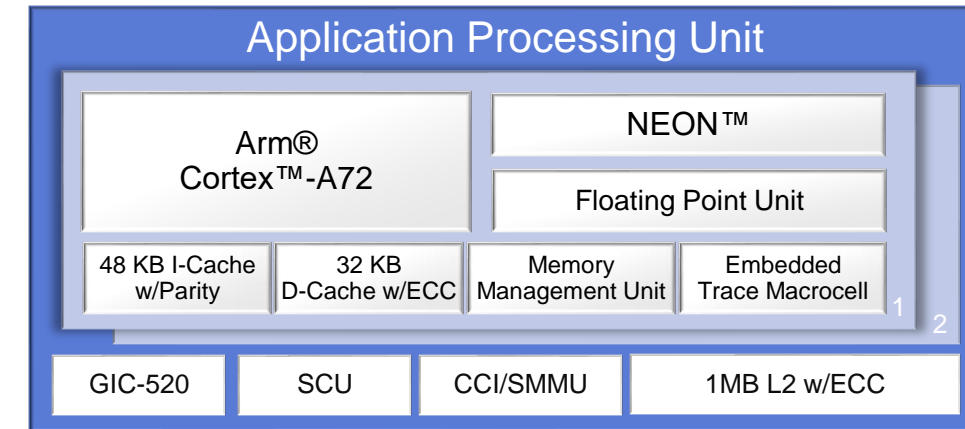 Application Processing Unit
Arm®
Cortex™-A72
NEON™
Floating Point Unit
48 KB I-Cache
w/Parity
32 KB
D-Cache w/ECC
Memory
Management Unit
Embedded
Trace Macrocell
1
2
GIC-520
SCU
CCI/SMMU
1MB L2 w/ECC